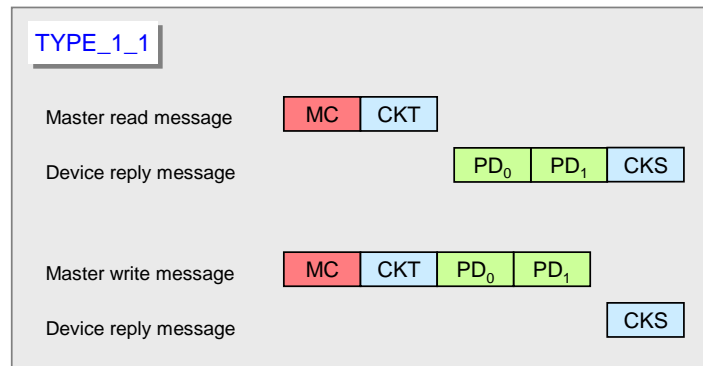 TYPE_1_1
Master read message MC CKT
Device reply message PD₀ PD₁ CKS
Master write message MC CKT PD₀ PD₁
Device reply message CKS